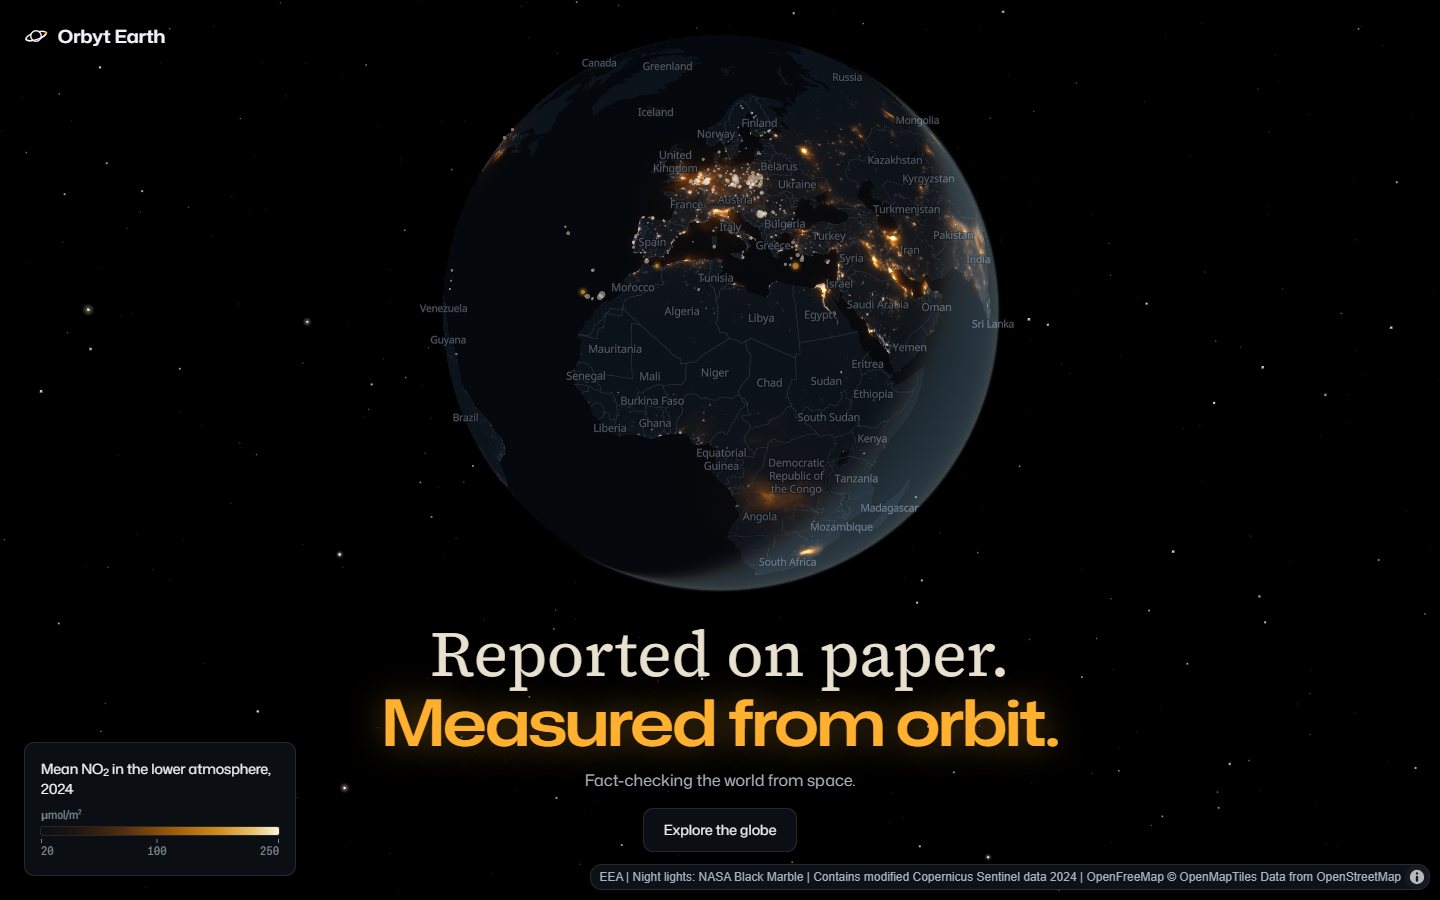 Orbyt Earth
Canada
Greenland
Russia
Iceland
Mongolia
Finland
Norway
United
Kingdom
Belarus
Kazakhstan
Kyrgyzstan
Ukraine
France
Austria
Turkmenistan
Italy
Bulgaria
Spain
Greece
Turkey
Pakistan
Iran
Syria
India
Tunisia
Morocco
Israel
Venezuela
Algeria
Libya
Egypt
Saudi Arabia
Oman
Sri Lanka
Guyana
Mauritania
Yemen
Eritrea
Senegal
Mali
Niger
Chad
Sudan
Ethiopia
Burkina Faso
Brazil
Liberia
Ghana
South Sudan
Kenya
Equatorial
Guinea
Democratic
Republic of
the Congo
Tanzania
Angola
Madagascar
Mozambique
South Africa
Reported on paper.
Measured from orbit.
Fact-checking the world from space.
Explore the globe
Mean NO₂ in the lower atmosphere,
2024
µmol/m²
20 100 250
EEA | Night lights: NASA Black Marble | Contains modified Copernicus Sentinel data 2024 | OpenFreeMap © OpenMapTiles Data from OpenStreetMap